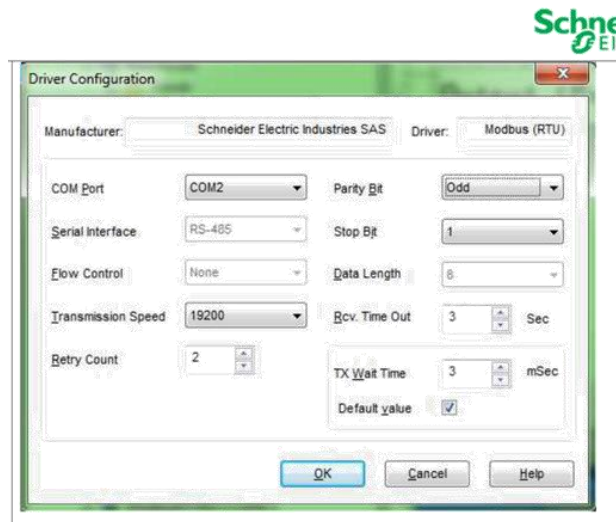 Driver Configuration
Manufacturer: Schneider Electric Industries SAS Driver: Modbus (RTU)
COM Port COM2 Parity Bit Odd
Serial Interface RS-485 Stop Bit 1
Flow Control None Data Length 8
Transmission Speed 19200 Rcv. Time Out 3 Sec
Retry Count 2
TX Wait Time 3 mSec
Default value
OK Cancel Help